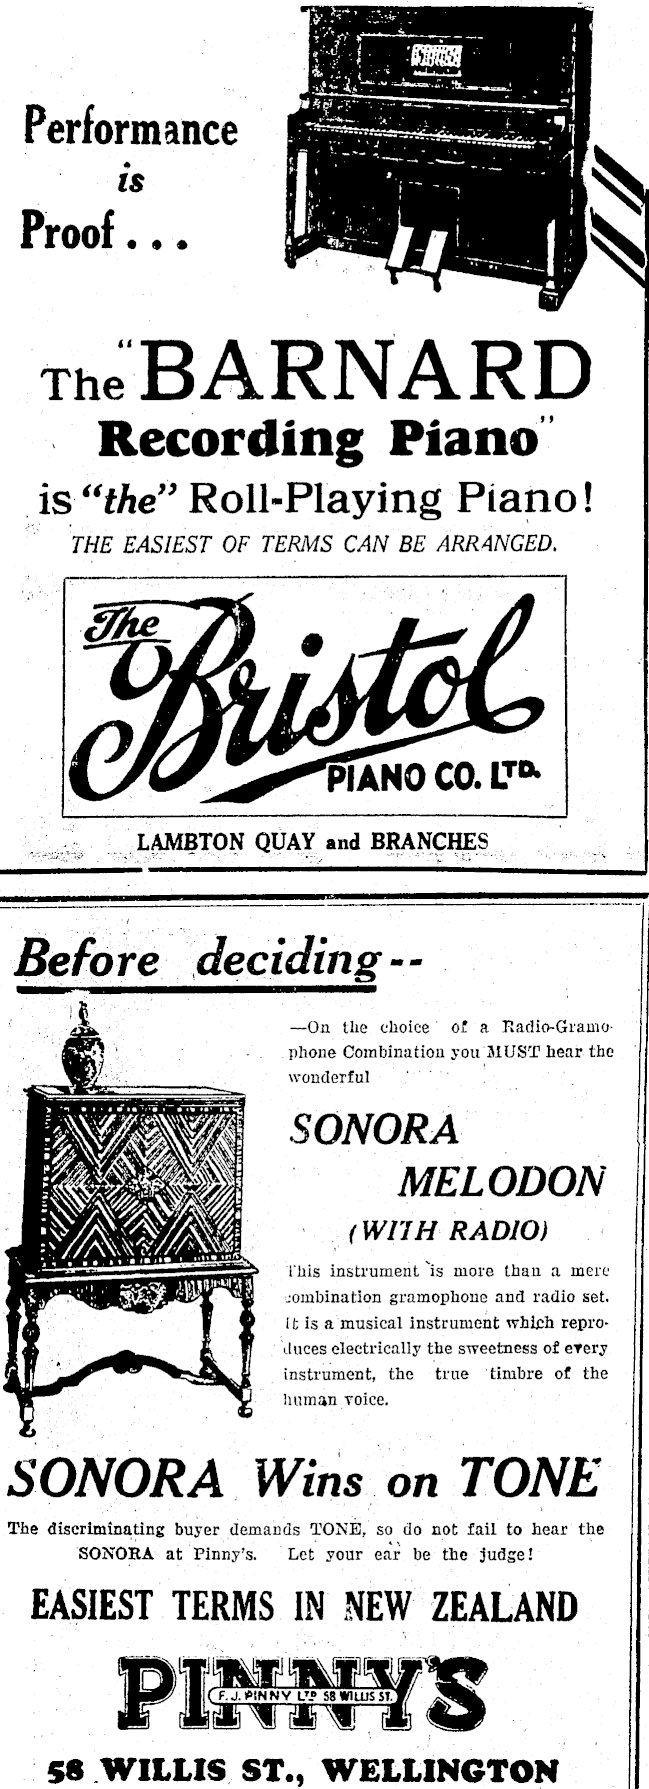 Performance
is
Proof...
The "BARNARD
Recording Piano"
is "the" Roll-Playing Piano!
THE EASIEST OF TERMS CAN BE ARRANGED.
The Bristol
PIANO CO. LTD.
LAMBTON QUAY and BRANCHES
Before deciding--
—On the choice of a Radio-Gramo-
phone Combination you MUST hear the
wonderful
SONORA
MELODON
(WITH RADIO)
This instrument is more than a mere
combination gramophone and radio set.
It is a musical instrument which repro-
duces electrically the sweetness of every
instrument, the true timbre of the
human voice.
SONORA Wins on TONE
The discriminating buyer demands TONE, so do not fail to hear the
SONORA at Pinny's. Let your ear be the judge!
EASIEST TERMS IN NEW ZEALAND
PINNY'S
F. J. PINNY LTD 58 WILLIS ST.
58 WILLIS ST., WELLINGTON